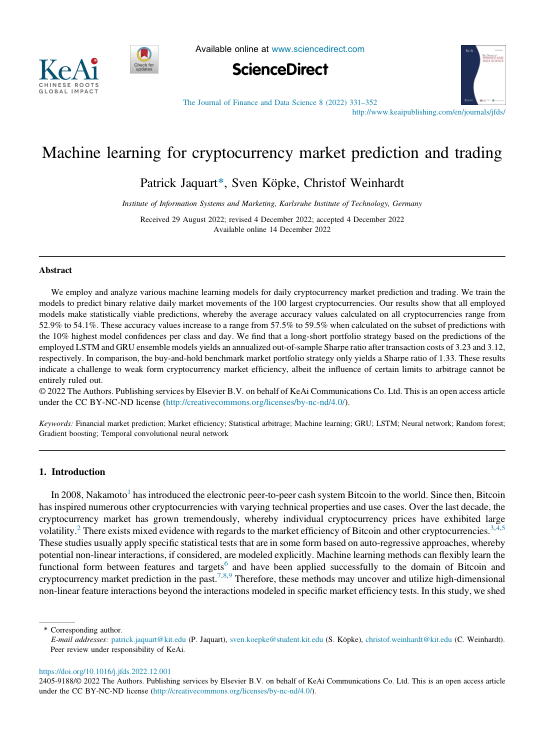 Available online at www.sciencedirect.com
KeAi
CHINESE ROOTS
GLOBAL IMPACT
Check for
updates
ScienceDirect
The Journal of Finance and Data Science 8 (2022) 331–352
http://www.keaipublishing.com/en/journals/jfds/
Machine learning for cryptocurrency market prediction and trading
Patrick Jaquart*, Sven Köpke, Christof Weinhardt
Institute of Information Systems and Marketing, Karlsruhe Institute of Technology, Germany
Received 29 August 2022; revised 4 December 2022; accepted 4 December 2022
Available online 14 December 2022
Abstract
We employ and analyze various machine learning models for daily cryptocurrency market prediction and trading. We train the
models to predict binary relative daily market movements of the 100 largest cryptocurrencies. Our results show that all employed
models make statistically viable predictions, whereby the average accuracy values calculated on all cryptocurrencies range from
52.9% to 54.1%. These accuracy values increase to a range from 57.5% to 59.5% when calculated on the subset of predictions with
the 10% highest model confidences per class and day. We find that a long-short portfolio strategy based on the predictions of the
employed LSTM and GRU ensemble models yields an annualized out-of-sample Sharpe ratio after transaction costs of 3.23 and 3.12,
respectively. In comparison, the buy-and-hold benchmark market portfolio strategy only yields a Sharpe ratio of 1.33. These results
indicate a challenge to weak form cryptocurrency market efficiency, albeit the influence of certain limits to arbitrage cannot be
entirely ruled out.
© 2022 The Authors. Publishing services by Elsevier B.V. on behalf of KeAi Communications Co. Ltd. This is an open access article
under the CC BY-NC-ND license (http://creativecommons.org/licenses/by-nc-nd/4.0/).
Keywords: Financial market prediction; Market efficiency; Statistical arbitrage; Machine learning; GRU; LSTM; Neural network; Random forest;
Gradient boosting; Temporal convolutional neural network
1. Introduction
In 2008, Nakamoto1 has introduced the electronic peer-to-peer cash system Bitcoin to the world. Since then, Bitcoin
has inspired numerous other cryptocurrencies with varying technical properties and use cases. Over the last decade, the
cryptocurrency market has grown tremendously, whereby individual cryptocurrency prices have exhibited large
volatility.2 There exists mixed evidence with regards to the market efficiency of Bitcoin and other cryptocurrencies.3,4,5
These studies usually apply specific statistical tests that are in some form based on auto-regressive approaches, whereby
potential non-linear interactions, if considered, are modeled explicitly. Machine learning methods can flexibly learn the
functional form between features and targets6 and have been applied successfully to the domain of Bitcoin and
cryptocurrency market prediction in the past.7,8,9 Therefore, these methods may uncover and utilize high-dimensional
non-linear feature interactions beyond the interactions modeled in specific market efficiency tests. In this study, we shed
* Corresponding author.
E-mail addresses: patrick.jaquart@kit.edu (P. Jaquart), sven.koepke@student.kit.edu (S. Köpke), christof.weinhardt@kit.edu (C. Weinhardt).
Peer review under responsibility of KeAi.
https://doi.org/10.1016/j.jfds.2022.12.001
2405-9188/© 2022 The Authors. Publishing services by Elsevier B.V. on behalf of KeAi Communications Co. Ltd. This is an open access article
under the CC BY-NC-ND license (http://creativecommons.org/licenses/by-nc-nd/4.0/).